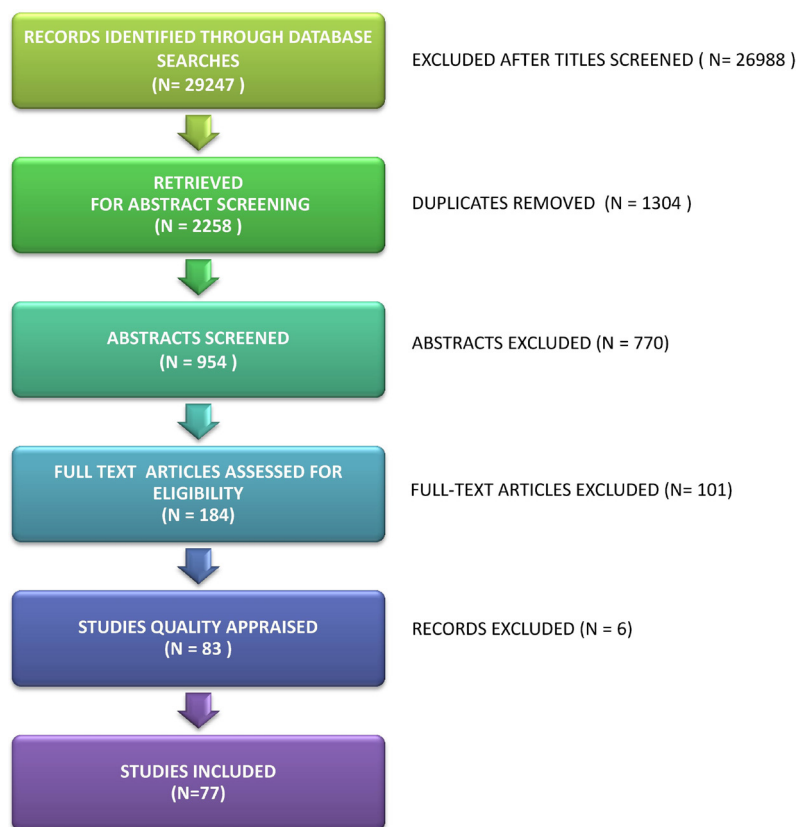 RECORDS IDENTIFIED THROUGH DATABASE
SEARCHES
(N= 29247 )
EXCLUDED AFTER TITLES SCREENED ( N= 26988 )
RETRIEVED
FOR ABSTRACT SCREENING
(N = 2258 )
DUPLICATES REMOVED (N = 1304 )
ABSTRACTS SCREENED
(N = 954 )
ABSTRACTS EXCLUDED (N = 770)
FULL TEXT ARTICLES ASSESSED FOR
ELIGIBILITY
(N = 184)
FULL-TEXT ARTICLES EXCLUDED (N= 101)
STUDIES QUALITY APPRAISED
(N = 83 )
RECORDS EXCLUDED (N = 6)
STUDIES INCLUDED
(N=77)